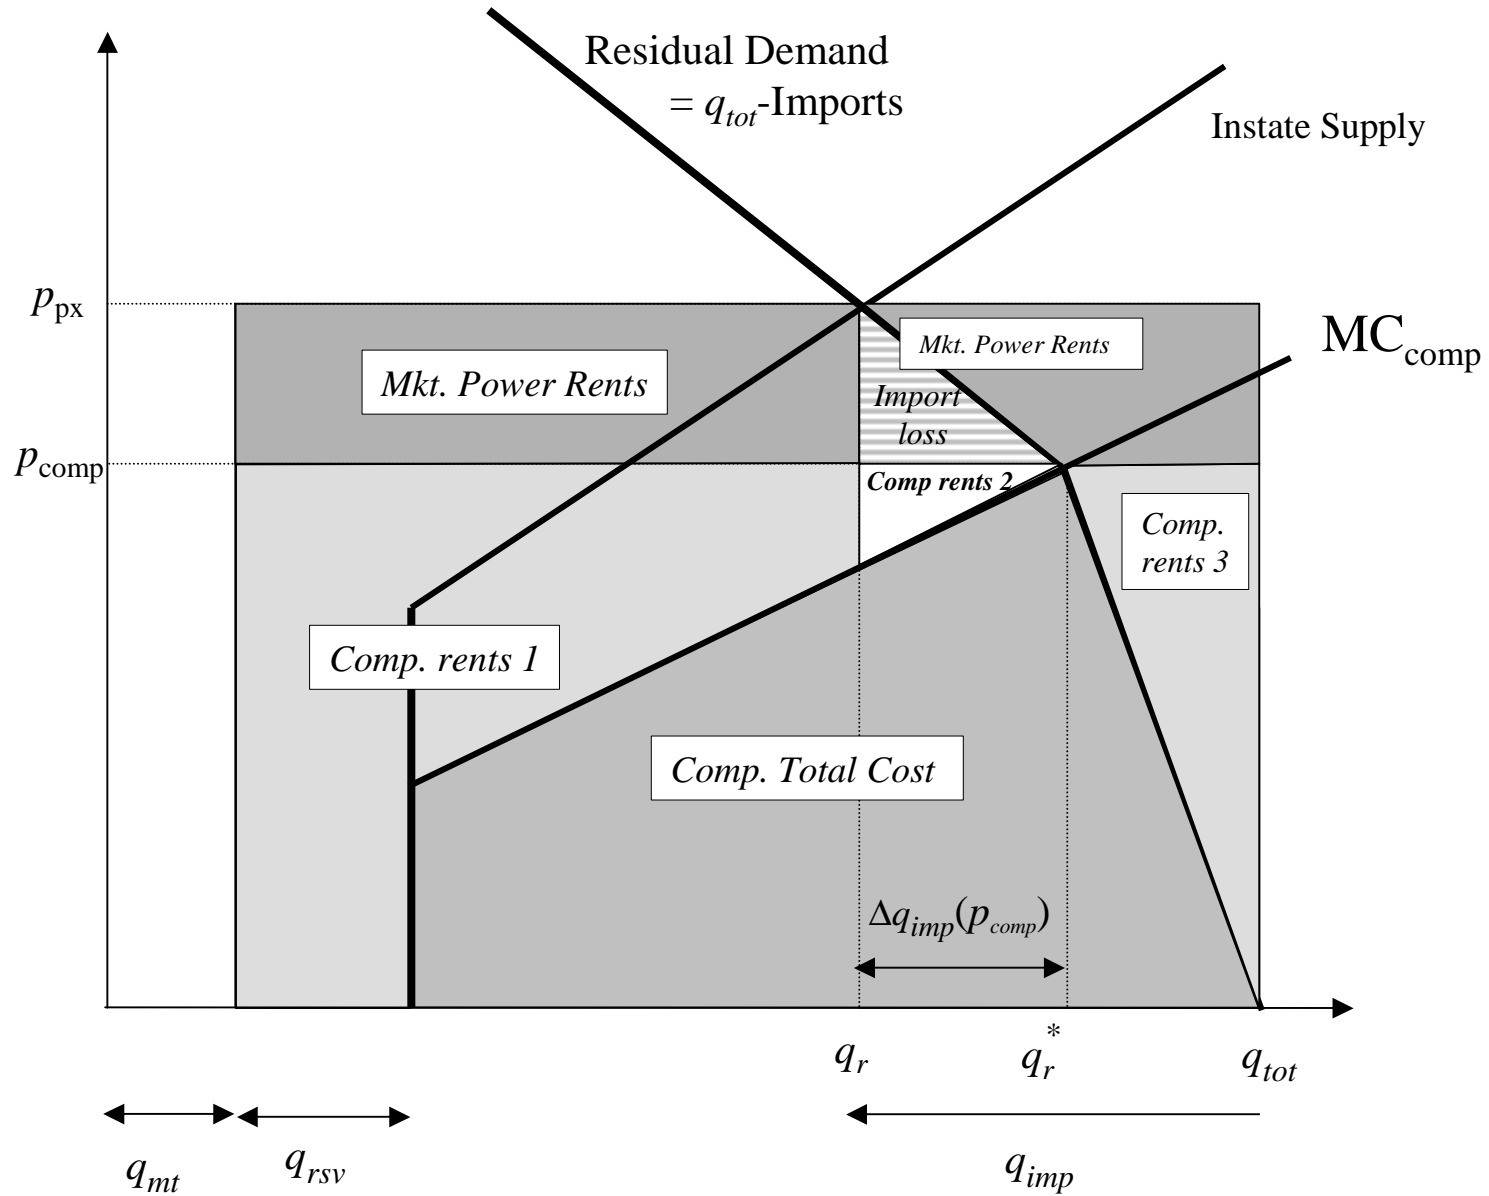 Residual Demand
= q_tot-Imports
Instate Supply
p_px
MC_comp
Mkt. Power Rents
Mkt. Power Rents
Import
loss
p_comp
Comp rents 2
Comp.
rents 3
Comp. rents 1
Comp. Total Cost
Δq_imp(p_comp)
q_r
q_r^*
q_tot
q_mt
q_rsv
q_imp